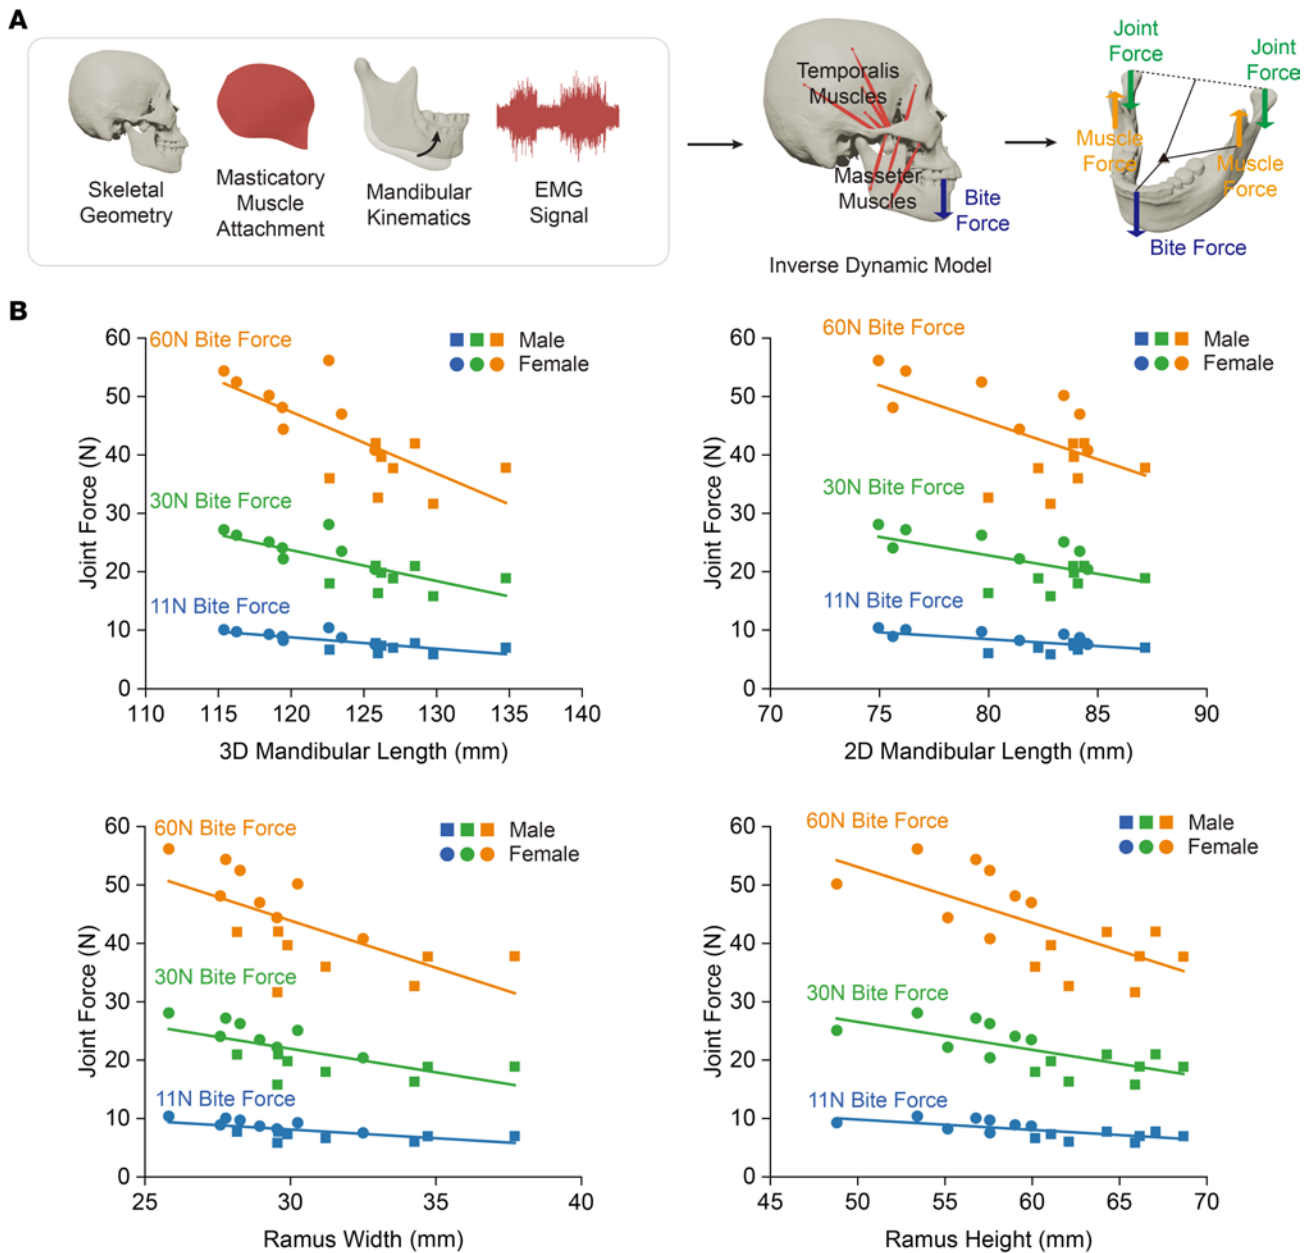 A
Skeletal
Geometry
Masticatory
Muscle
Attachment
Mandibular
Kinematics
EMG
Signal
Temporalis
Muscles
Masseter
Muscles
Bite
Force
Inverse Dynamic Model
Joint
Force
Joint
Force
Muscle
Force
Muscle
Force
Bite Force
B
60N Bite Force
30N Bite Force
11N Bite Force
Male
Female
Joint Force (N)
60
50
40
30
20
10
0
110 115 120 125 130 135 140
3D Mandibular Length (mm)
60N Bite Force
30N Bite Force
11N Bite Force
Male
Female
Joint Force (N)
60
50
40
30
20
10
0
70 75 80 85 90
2D Mandibular Length (mm)
60N Bite Force
30N Bite Force
11N Bite Force
Male
Female
Joint Force (N)
60
50
40
30
20
10
0
25 30 35 40
Ramus Width (mm)
60N Bite Force
30N Bite Force
11N Bite Force
Male
Female
Joint Force (N)
60
50
40
30
20
10
0
45 50 55 60 65 70
Ramus Height (mm)